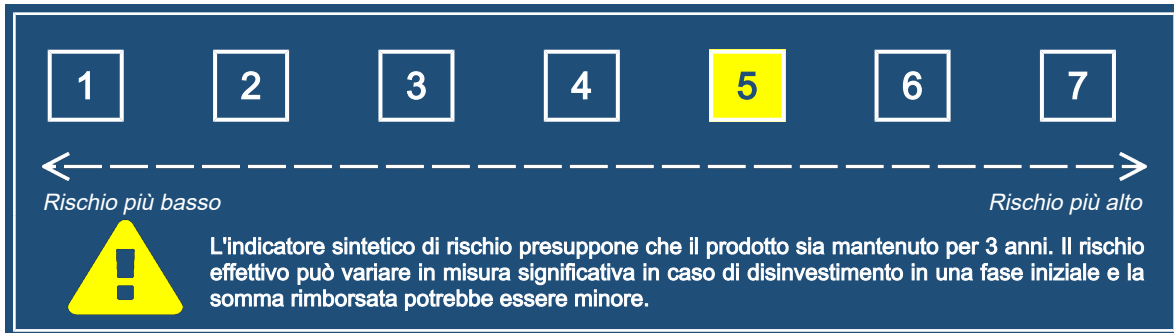 1 2 3 4 5 6 7
Rischio più basso Rischio più alto
!
L'indicatore sintetico di rischio presuppone che il prodotto sia mantenuto per 3 anni. Il rischio
effettivo può variare in misura significativa in caso di disinvestimento in una fase iniziale e la
somma rimborsata potrebbe essere minore.